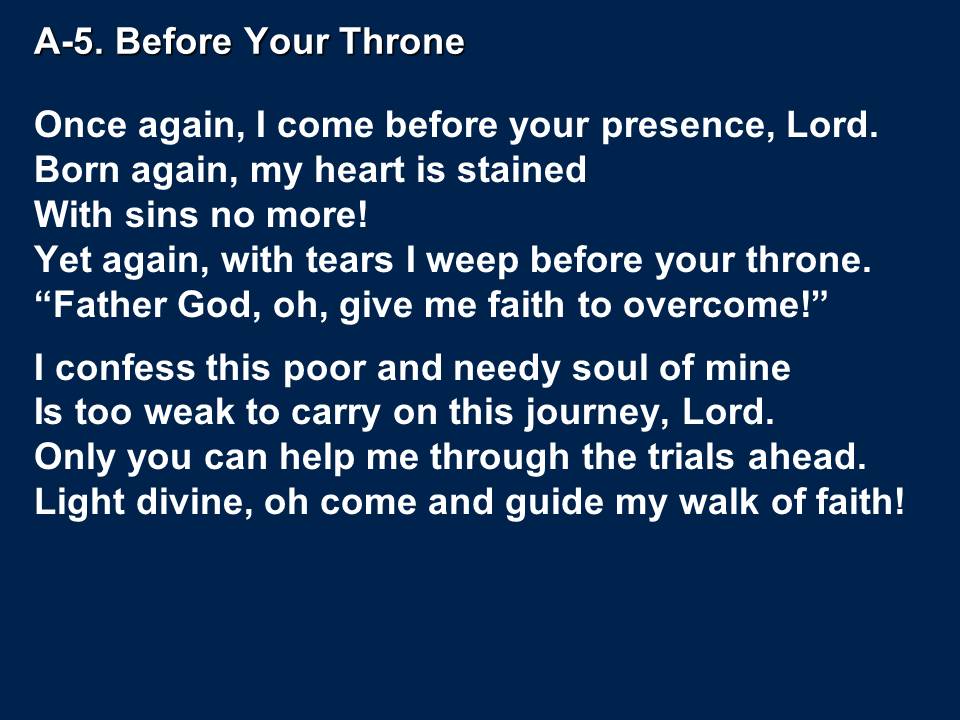 A-5. Before Your Throne
Once again, I come before your presence, Lord.
Born again, my heart is stained
With sins no more!
Yet again, with tears I weep before your throne.
“Father God, oh, give me faith to overcome!”
I confess this poor and needy soul of mine
Is too weak to carry on this journey, Lord.
Only you can help me through the trials ahead.
Light divine, oh come and guide my walk of faith!